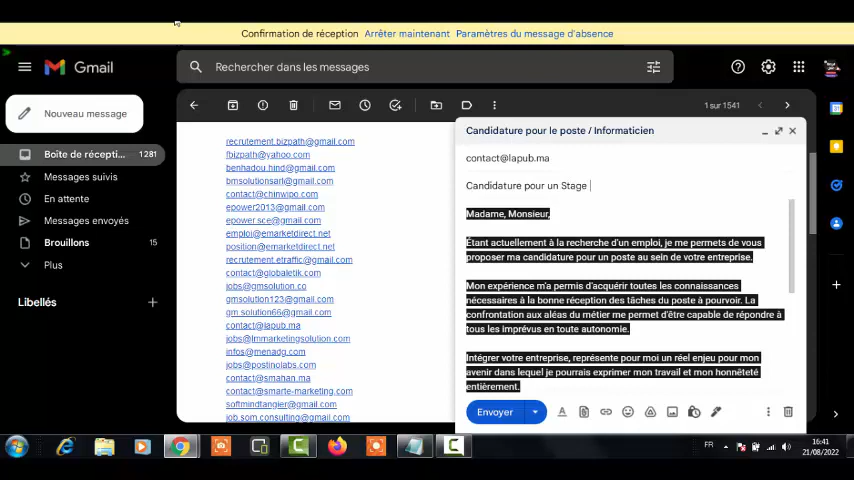 Confirmation de réception Arrêter maintenant Paramètres du message d'absence
Gmail
Rechercher dans les messages
Nouveau message
1 sur 1541
Boîte de récepti... 1281
Messages suivis
En attente
Messages envoyés
Brouillons 15
Plus
Libellés
recrutement.bizpath@gmail.com
fbizpath@yahoo.com
benhadou.hind@gmail.com
bmsolutionsarl@gmail.com
contact@chinwipo.com
epower2013@gmail.com
epower.sce@gmail.com
emploi@emarketdirect.net
position@emarketdirect.net
recrutement.etraffic@gmail.com
contact@globaletik.com
jobs@gmsolution.co
gmsolution123@gmail.com
gm.solution66@gmail.com
contact@lapub.ma
jobs@lmmarketingsolution.com
infos@menadg.com
jobs@postinolabs.com
contact@smahan.ma
contact@smarte-marketing.com
softmindtangier@gmail.com
job.som.consulting@gmail.com
Candidature pour le poste / Informaticien
contact@lapub.ma
Candidature pour un Stage
Madame, Monsieur,
Étant actuellement à la recherche d'un emploi, je me permets de vous
proposer ma candidature pour un poste au sein de votre entreprise.
Mon expérience m'a permis d'acquérir toutes les connaissances
nécessaires à la bonne réception des tâches du poste à pourvoir. La
confrontation aux aléas du métier me permet d'être capable de répondre à
tous les imprévus en toute autonomie.
Intégrer votre entreprise, représente pour moi un réel enjeu pour mon
avenir dans lequel je pourrais exprimer mon travail et mon honnêteté
entièrement.
Envoyer
FR
16:41
21/08/2022